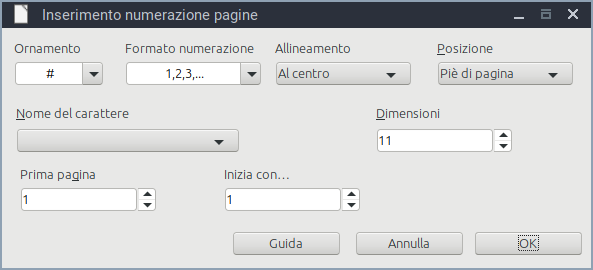 Inserimento numerazione pagine
Ornamento Formato numerazione Allineamento Posizione
# 1,2,3,... Al centro Piè di pagina
Nome del carattere Dimensioni
11
Prima pagina Inizia con...
1 1
Guida Annulla OK